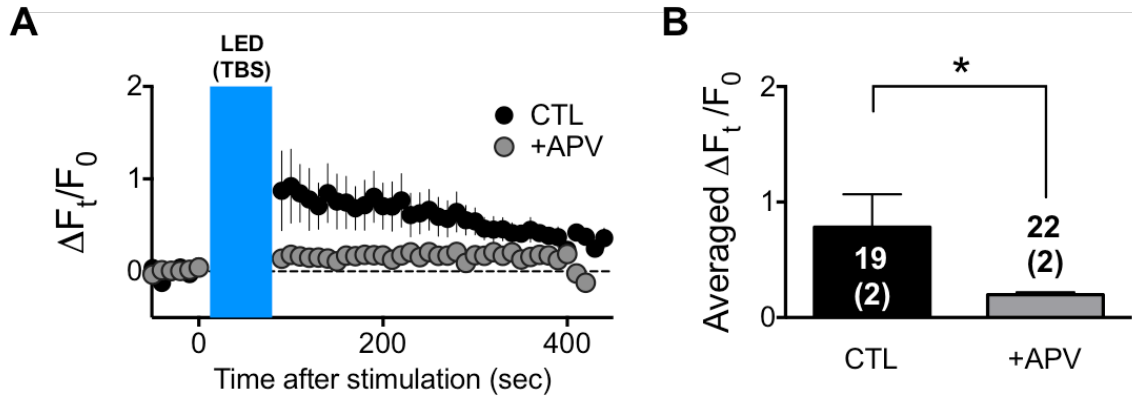 A
LED
(TBS)
2
1
0
ΔFt/F0
CTL
+APV
0
200
400
Time after stimulation (sec)
B
*
2
1
0
Averaged ΔFt /F0
19
(2)
22
(2)
CTL
+APV